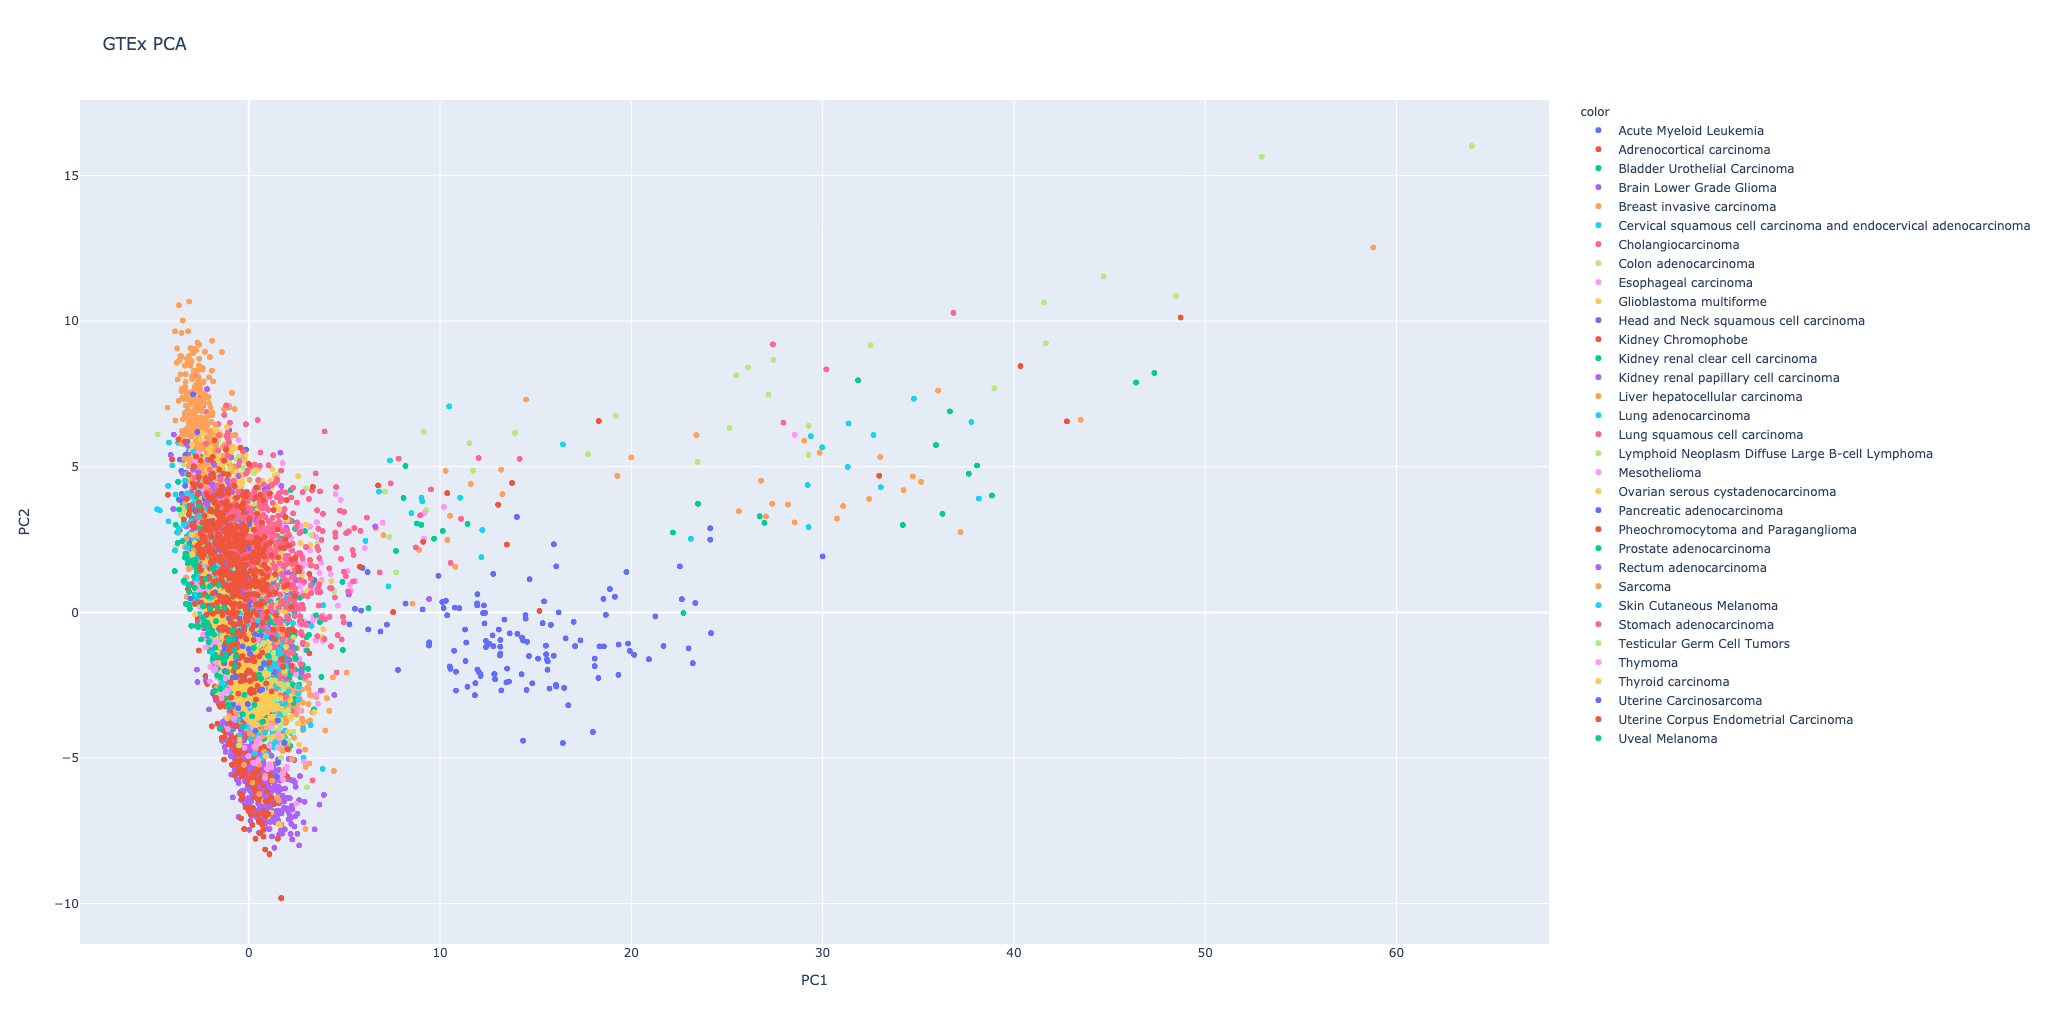 GTEx PCA
color
Acute Myeloid Leukemia
Adrenocortical carcinoma
Bladder Urothelial Carcinoma
Brain Lower Grade Glioma
Breast invasive carcinoma
Cervical squamous cell carcinoma and endocervical adenocarcinoma
Cholangiocarcinoma
Colon adenocarcinoma
Esophageal carcinoma
Glioblastoma multiforme
Head and Neck squamous cell carcinoma
Kidney Chromophobe
Kidney renal clear cell carcinoma
Kidney renal papillary cell carcinoma
Liver hepatocellular carcinoma
Lung adenocarcinoma
Lung squamous cell carcinoma
Lymphoid Neoplasm Diffuse Large B-cell Lymphoma
Mesothelioma
Ovarian serous cystadenocarcinoma
Pancreatic adenocarcinoma
Pheochromocytoma and Paraganglioma
Prostate adenocarcinoma
Rectum adenocarcinoma
Sarcoma
Skin Cutaneous Melanoma
Stomach adenocarcinoma
Testicular Germ Cell Tumors
Thymoma
Thyroid carcinoma
Uterine Carcinosarcoma
Uterine Corpus Endometrial Carcinoma
Uveal Melanoma
15
10
5
0
−5
−10
PC2
0 10 20 30 40 50 60
PC1